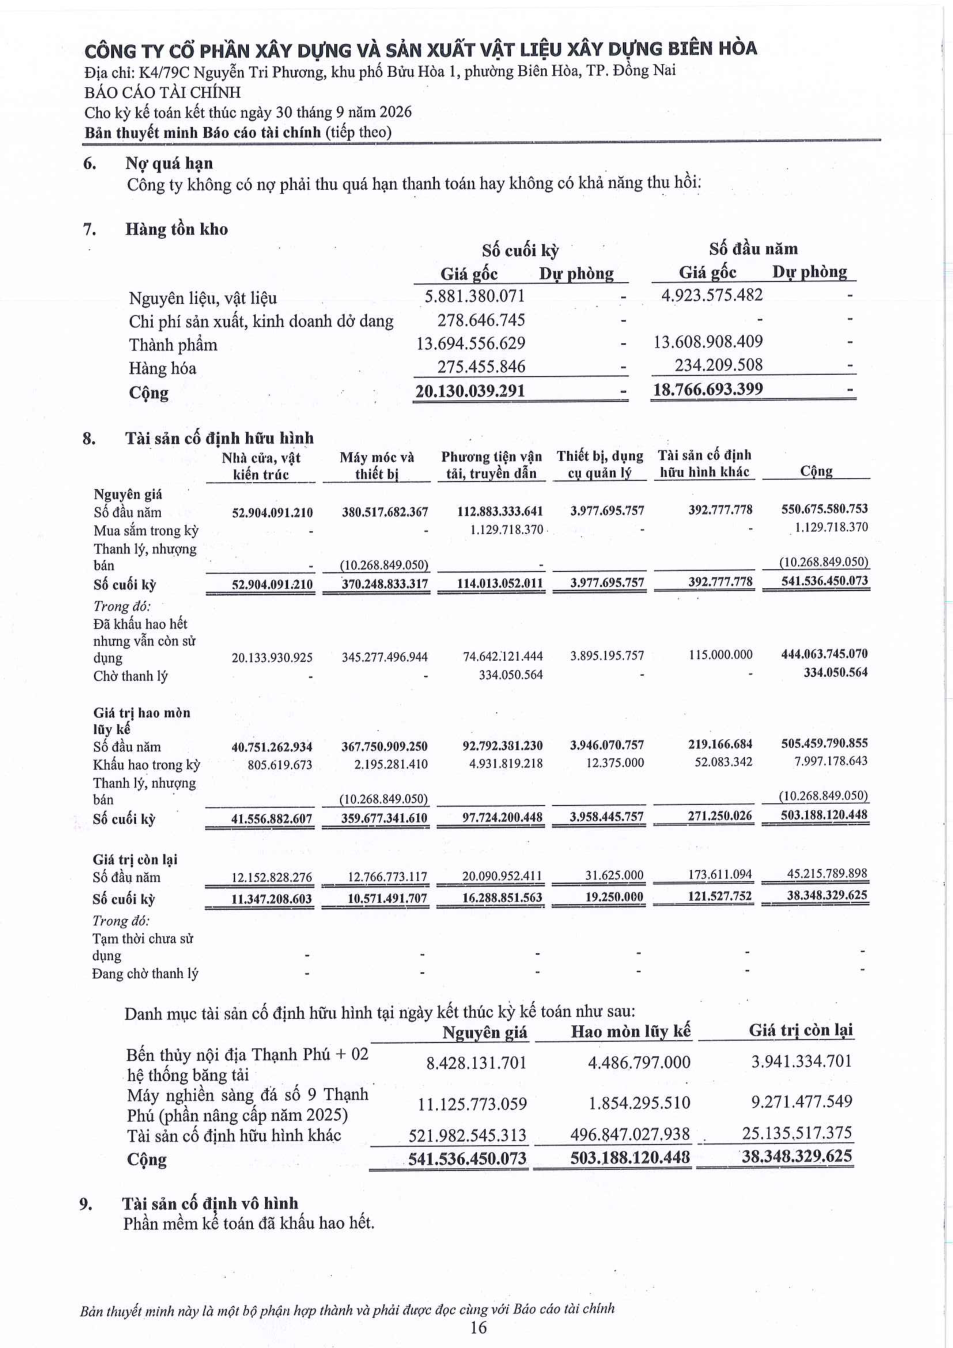 CÔNG TY CỔ PHẦN XÂY DỰNG VÀ SẢN XUẤT VẬT LIỆU XÂY DỰNG BIÊN HÒA
Địa chỉ: K4/79C Nguyễn Tri Phương, khu phố Bửu Hòa 1, phường Biên Hòa, TP. Đồng Nai
BÁO CÁO TÀI CHÍNH
Cho kỳ kế toán kết thúc ngày 30 tháng 9 năm 2026
Bản thuyết minh Báo cáo tài chính (tiếp theo)
6. Nợ quá hạn
Công ty không có nợ phải thu quá hạn thanh toán hay không có khả năng thu hồi.
7. Hàng tồn kho
Số cuối kỳ Số đầu năm
Giá gốc Dự phòng Giá gốc Dự phòng
Nguyên liệu, vật liệu 5.881.380.071 - 4.923.575.482 -
Chi phí sản xuất, kinh doanh dở dang 278.646.745 - - -
Thành phẩm 13.694.556.629 - 13.608.908.409 -
Hàng hóa 275.455.846 - 234.209.508 -
Cộng 20.130.039.291 - 18.766.693.399 -
8. Tài sản cố định hữu hình
Nhà cửa, vật Máy móc và Phương tiện vận Thiết bị, dụng Tài sản cố định
kiến trúc thiết bị tải, truyền dẫn cụ quản lý hữu hình khác Cộng
Nguyên giá
Số đầu năm 52.904.091.210 380.517.682.367 112.883.333.641 3.977.695.757 392.777.778 550.675.580.753
Mua sắm trong kỳ - - 1.129.718.370 - - 1.129.718.370
Thanh lý, nhượng
bán - (10.268.849.050) - (10.268.849.050)
Số cuối kỳ 52.904.091.210 370.248.833.317 114.013.052.011 3.977.695.757 392.777.778 541.536.450.073
Trong đó:
Đã khấu hao hết
nhưng vẫn còn sử
dụng 20.133.930.925 345.277.496.944 74.642.121.444 3.895.195.757 115.000.000 444.063.745.070
Chờ thanh lý - - 334.050.564 - - 334.050.564
Giá trị hao mòn
lũy kế
Số đầu năm 40.751.262.934 367.750.909.250 92.792.381.230 3.946.070.757 219.166.684 505.459.790.855
Khấu hao trong kỳ 805.619.673 2.195.281.410 4.931.819.218 12.375.000 52.083.342 7.997.178.643
Thanh lý, nhượng
bán (10.268.849.050) (10.268.849.050)
Số cuối kỳ 41.556.882.607 359.677.341.610 97.724.200.448 3.958.445.757 271.250.026 503.188.120.448
Giá trị còn lại
Số đầu năm 12.152.828.276 12.766.773.117 20.090.952.411 31.625.000 173.611.094 45.215.789.898
Số cuối kỳ 11.347.208.603 10.571.491.707 16.288.851.563 19.250.000 121.527.752 38.348.329.625
Trong đó:
Tạm thời chưa sử
dụng - - - - - -
Đang chờ thanh lý - - - - - -
Danh mục tài sản cố định hữu hình tại ngày kết thúc kỳ kế toán như sau:
Nguyên giá Hao mòn lũy kế Giá trị còn lại
Bến thủy nội địa Thạnh Phú + 02
hệ thống băng tải 8.428.131.701 4.486.797.000 3.941.334.701
Máy nghiền sàng đá số 9 Thạnh
Phú (phần nâng cấp năm 2025) 11.125.773.059 1.854.295.510 9.271.477.549
Tài sản cố định hữu hình khác 521.982.545.313 496.847.027.938 25.135.517.375
Cộng 541.536.450.073 503.188.120.448 38.348.329.625
9. Tài sản cố định vô hình
Phần mềm kế toán đã khấu hao hết.
Bản thuyết minh này là một bộ phận hợp thành và phải được đọc cùng với Báo cáo tài chính
16